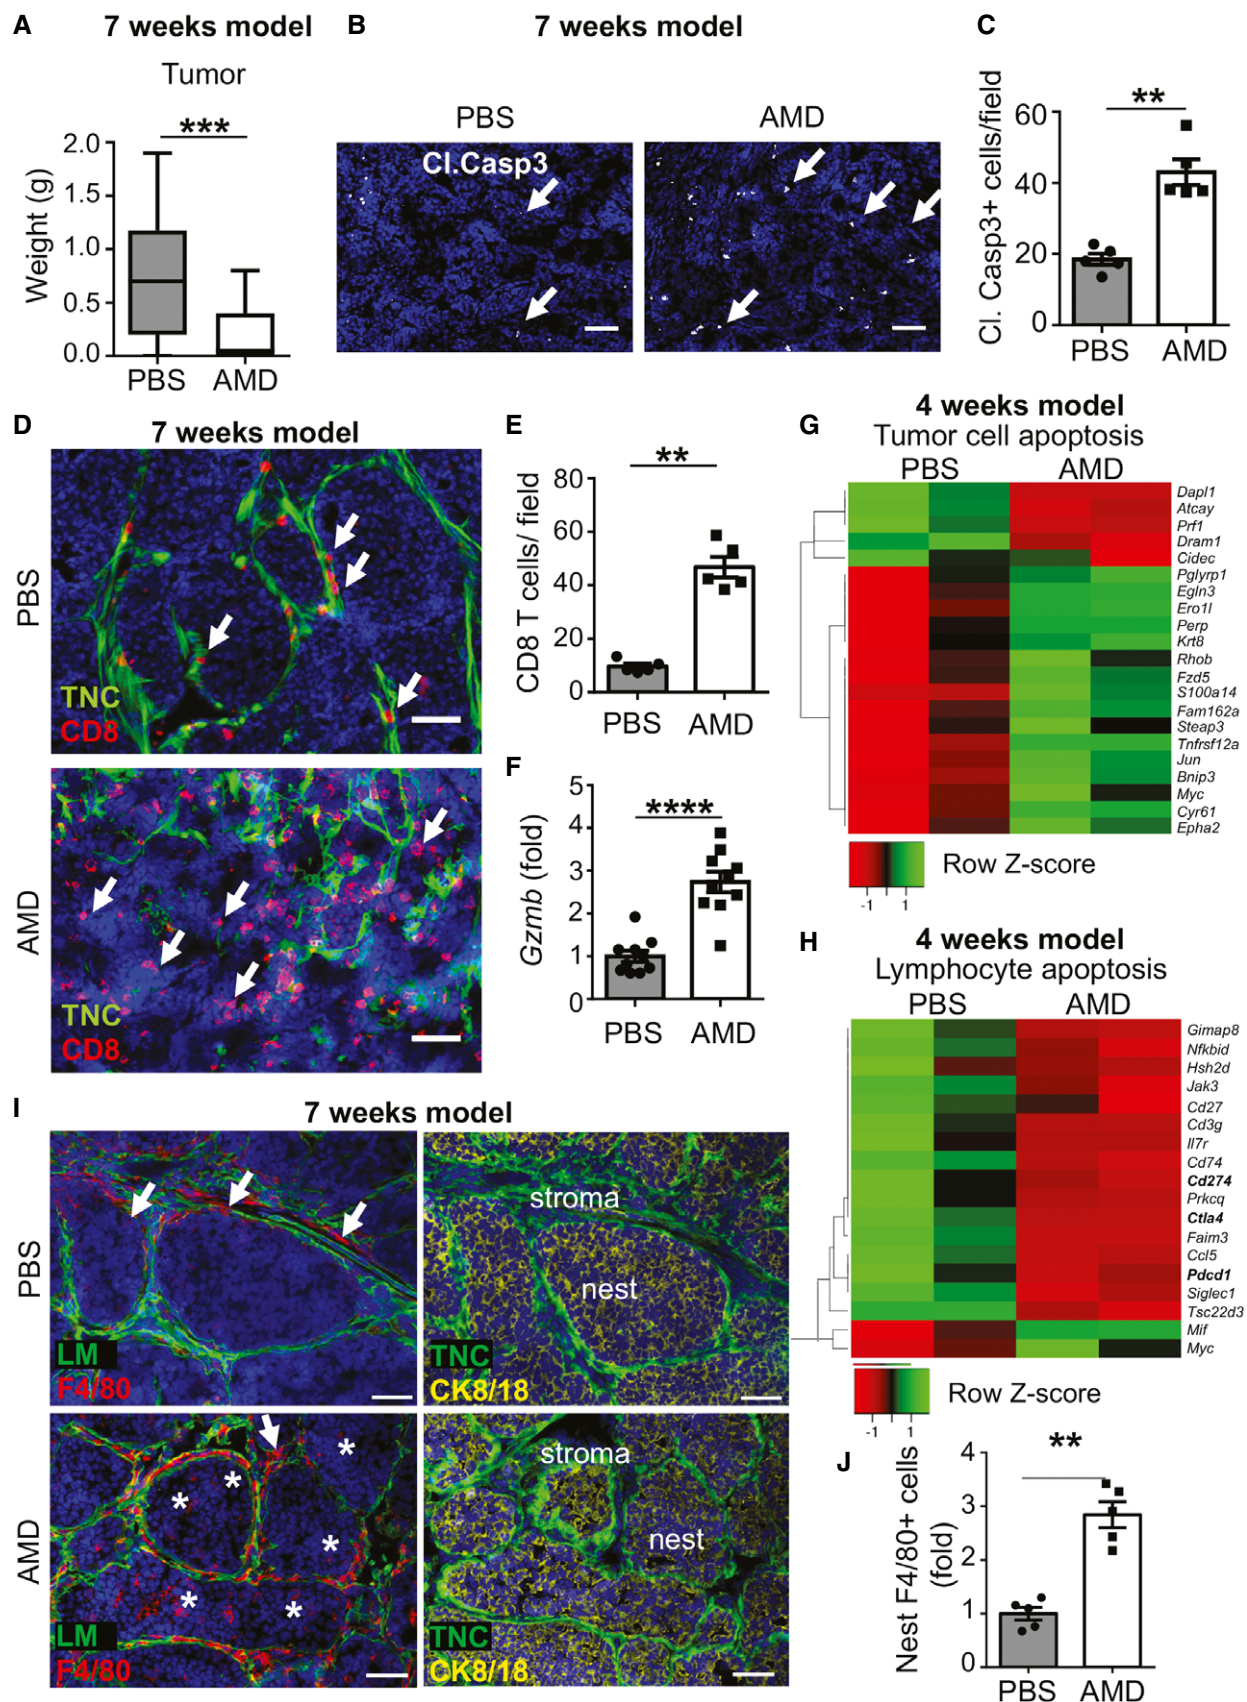 A
7 weeks model
Tumor
***
Weight (g)
2.0
1.5
1.0
0.5
0.0
PBS
AMD
B
7 weeks model
PBS
AMD
Cl.Casp3
C
**
Cl. Casp3+ cells/field
60
40
20
0
PBS
AMD
D
7 weeks model
PBS
TNC
CD8
AMD
TNC
CD8
E
**
CD8 T cells/ field
80
60
40
20
0
PBS
AMD
F
****
Gzmb (fold)
5
4
3
2
1
0
PBS
AMD
G
4 weeks model
Tumor cell apoptosis
PBS
AMD
Dapl1
Atcay
Prf1
Dram1
Cidec
Pglyrp1
Egln3
Ero1l
Perp
Krt8
Rhob
Fzd5
S100a14
Fam162a
Steap3
Tnfrsf12a
Jun
Bnip3
Myc
Cyr61
Epha2
Row Z-score
-1 1
H
4 weeks model
Lymphocyte apoptosis
PBS
AMD
Gimap8
Nfkbid
Hsh2d
Jak3
Cd27
Cd3g
Il7r
Cd74
Cd274
Prkcq
Ctla4
Faim3
Ccl5
Pdcd1
Siglec1
Tsc22d3
Mif
Myc
Row Z-score
-1 1
I
7 weeks model
PBS
LM
F4/80
stroma
nest
TNC
CK8/18
AMD
* * * * * *
LM
F4/80
stroma
nest
TNC
CK8/18
J
**
Nest F4/80+ cells
(fold)
4
3
2
1
0
PBS
AMD